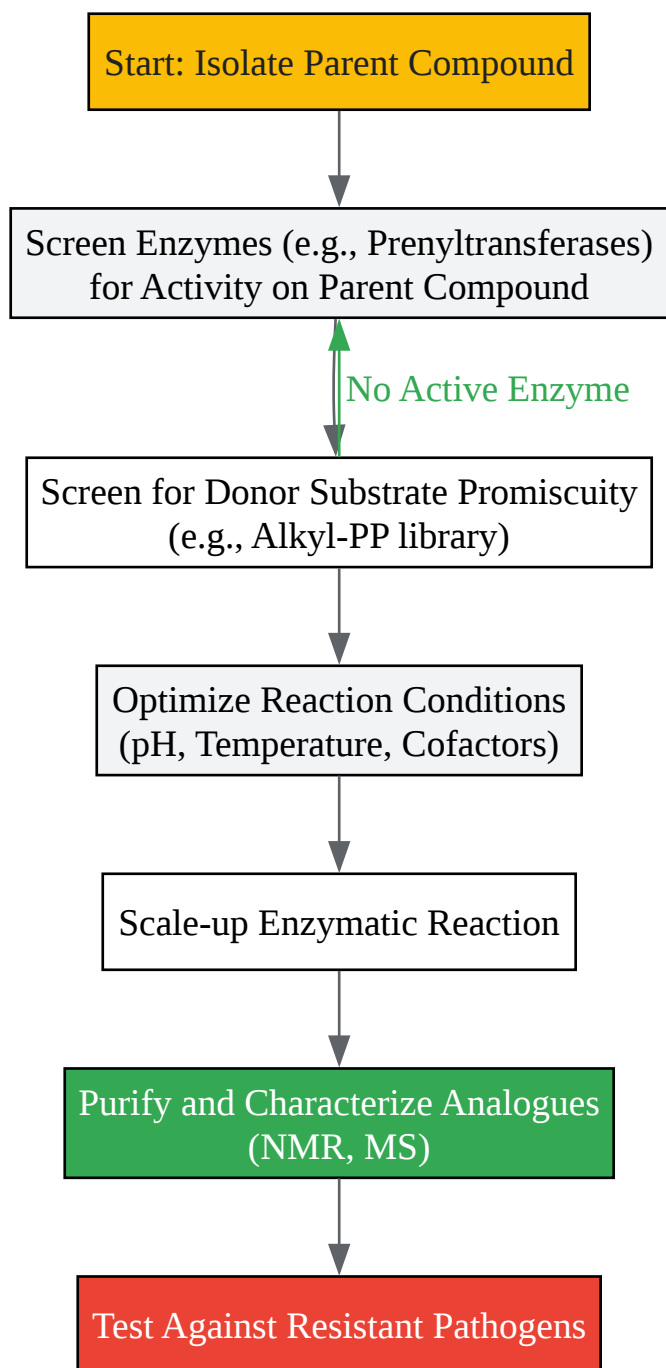 Start: Isolate Parent Compound
Screen Enzymes (e.g., Prenyltransferases)
for Activity on Parent Compound
No Active Enzyme
Screen for Donor Substrate Promiscuity
(e.g., Alkyl-PP library)
Optimize Reaction Conditions
(pH, Temperature, Cofactors)
Scale-up Enzymatic Reaction
Purify and Characterize Analogues
(NMR, MS)
Test Against Resistant Pathogens